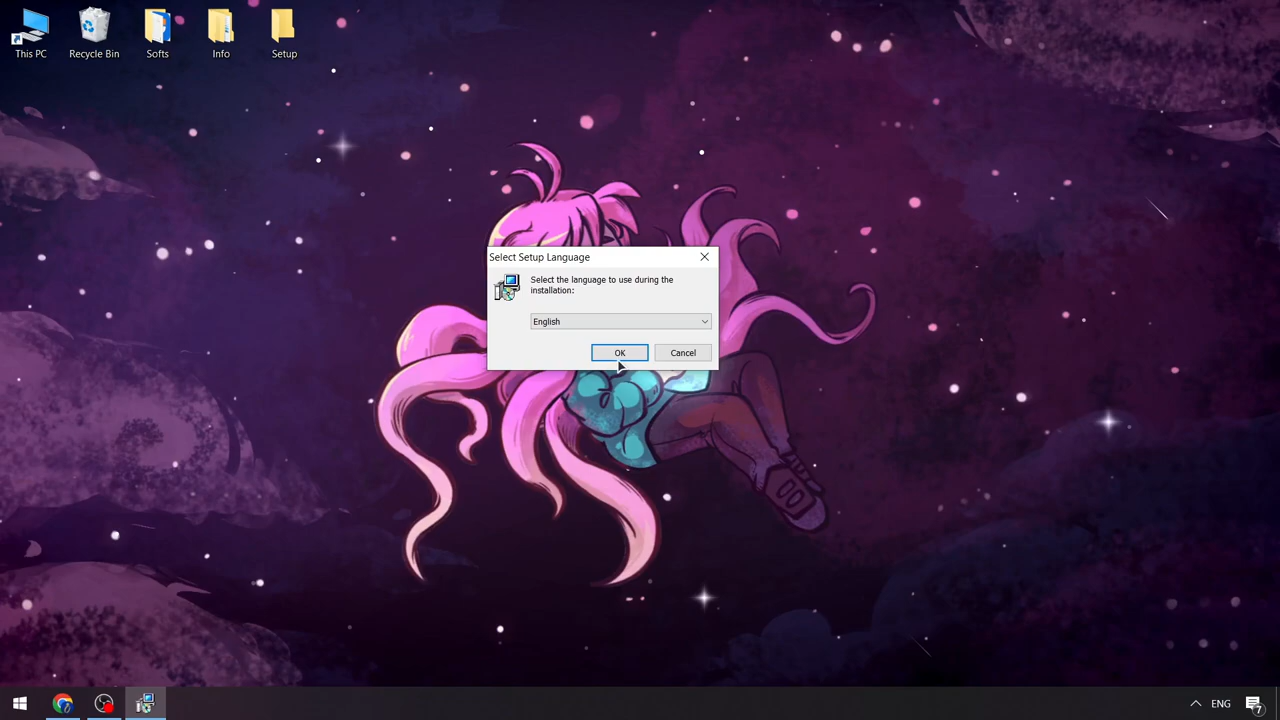 This PC
Recycle Bin
Softs
Info
Setup
Select Setup Language
Select the language to use during the
installation:
English
OK
Cancel
ENG
7